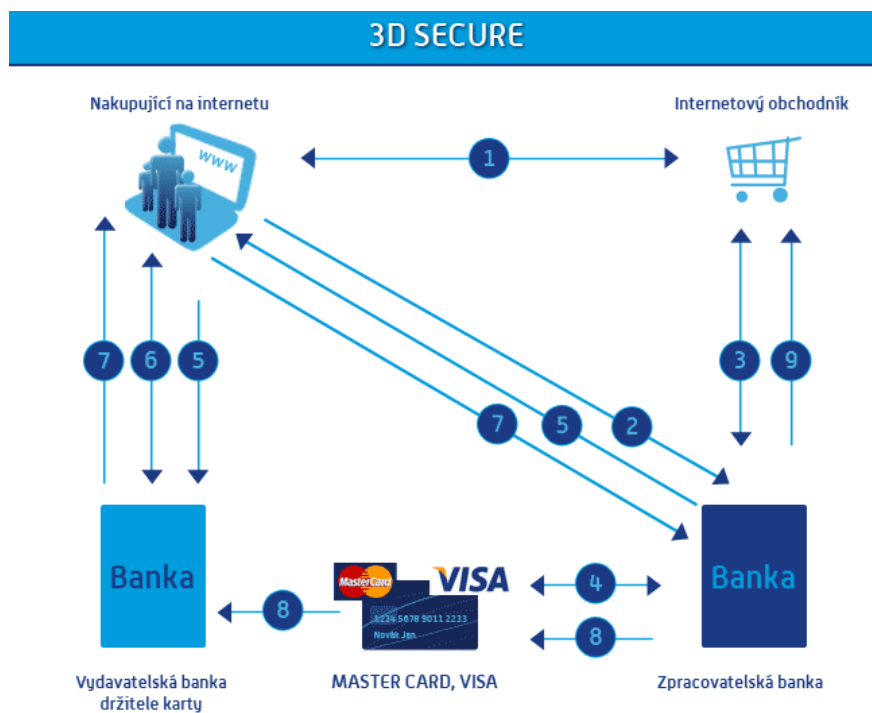 3D SECURE
Nakupující na internetu
Internetový obchodník
www
1
7
6
5
7
5
2
3
9
Banka
MasterCard
VISA
1234 5678 9011 2233
Novák Jan
4
8
8
Banka
Vydavatelská banka
držitele karty
MASTER CARD, VISA
Zpracovatelská banka